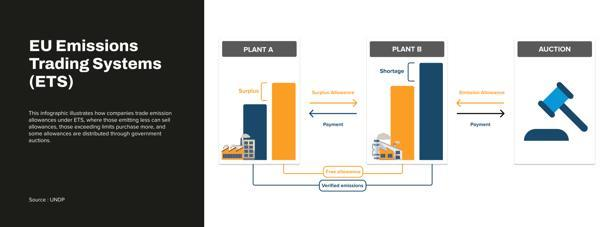 EU Emissions
Trading Systems
(ETS)
This infographic illustrates how companies trade emission
allowances under ETS, where those emitting less can sell
allowances, those exceeding limits purchase more, and
some allowances are distributed through government
auctions.
Source : UNDP
PLANT A
PLANT B
AUCTION
Surplus
Shortage
Surplus Allowance
Payment
Emission Allowance
Payment
Free allowance
Verified emissions